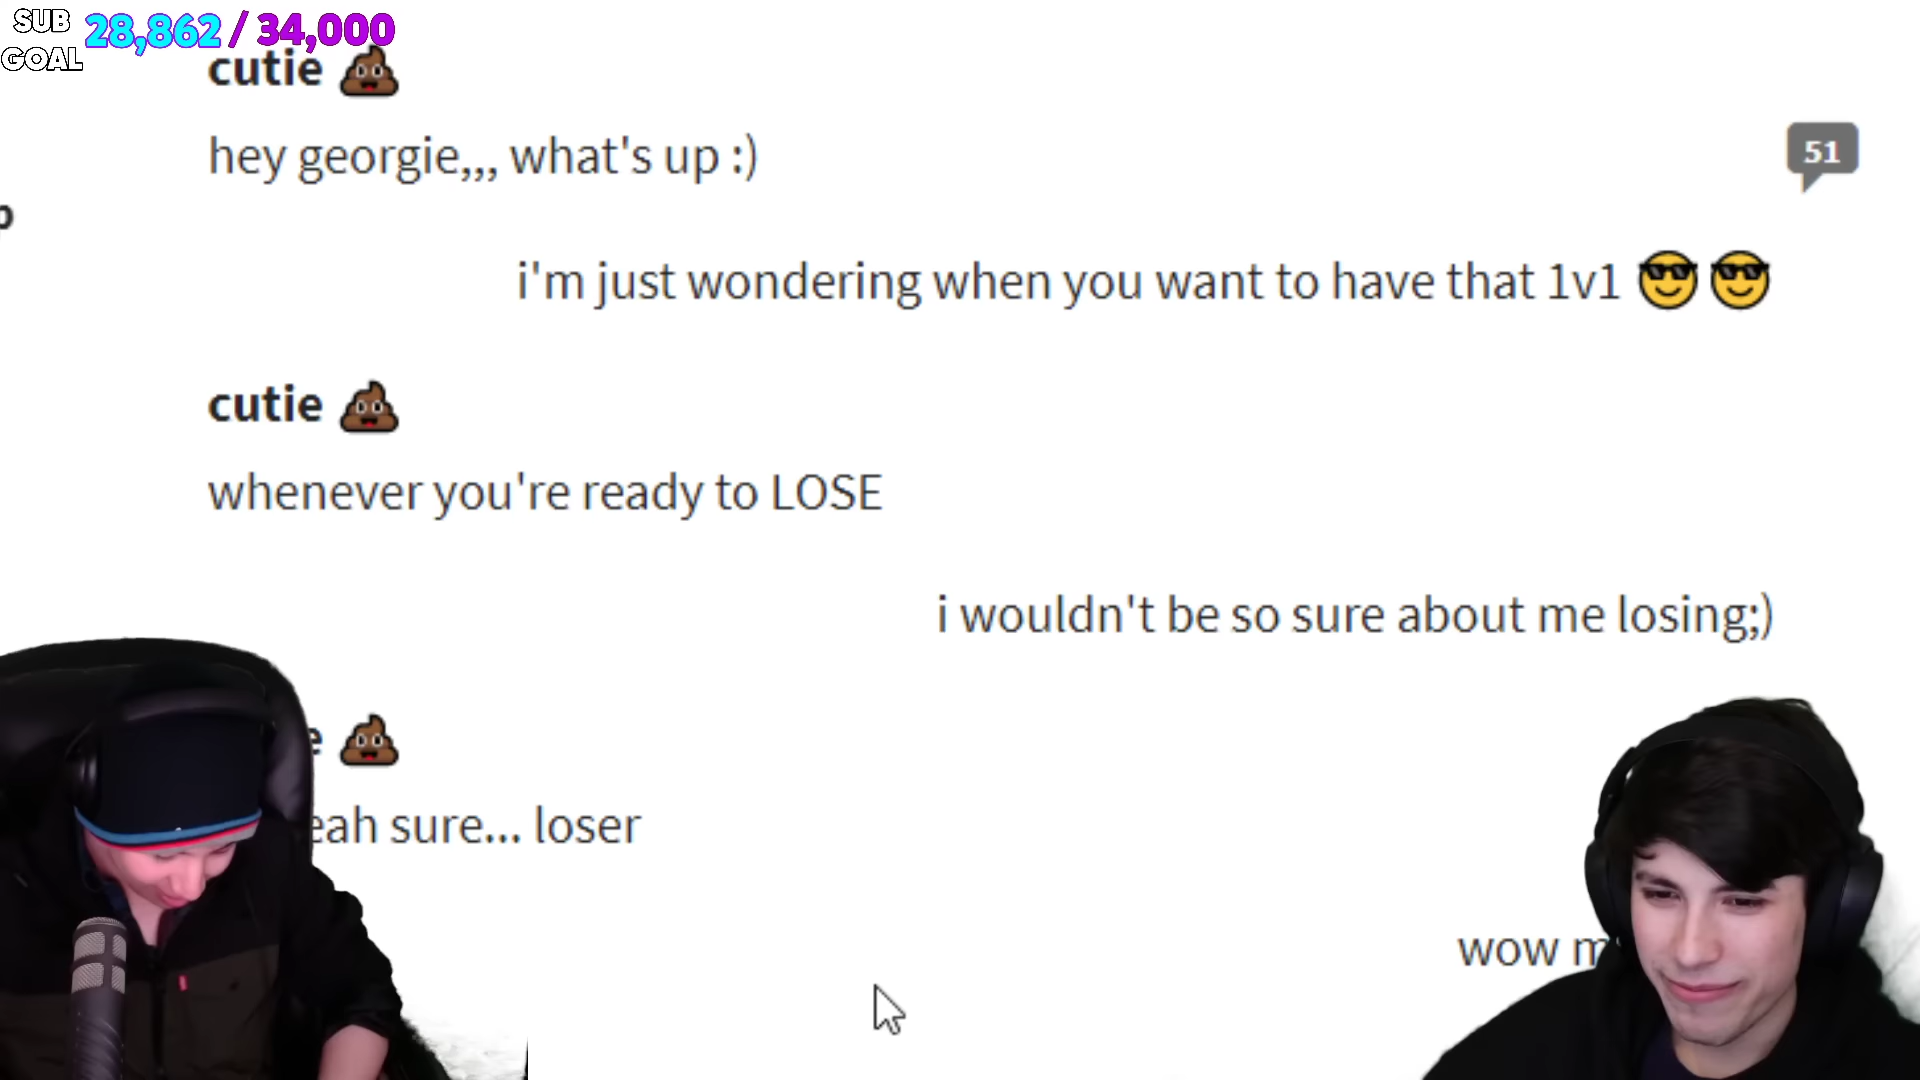 SUB GOAL 28,862 / 34,000
cutie 💩
hey georgie,,, what's up :)
51
i'm just wondering when you want to have that 1v1 😎 😎
cutie 💩
whenever you're ready to LOSE
i wouldn't be so sure about me losing;)
💩
sure... loser
wow